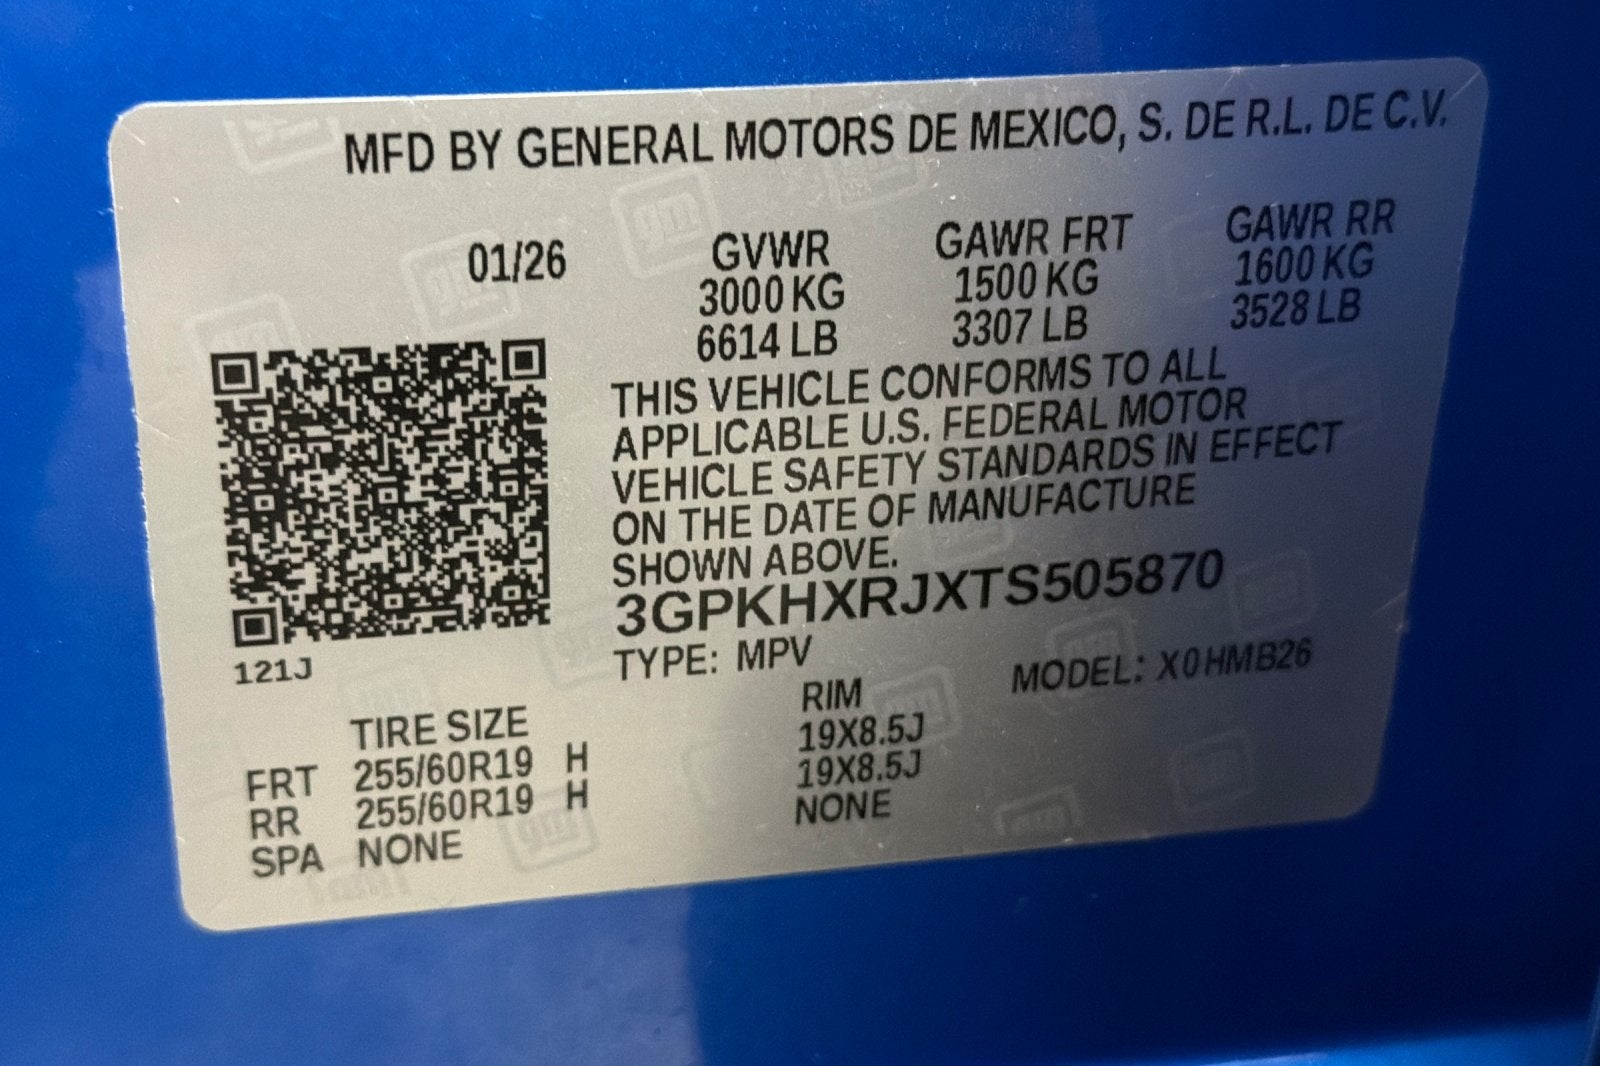 MFD BY GENERAL MOTORS DE MEXICO, S. DE R.L. DE C.V.
01/26
GVWR GAWR FRT GAWR RR
3000 KG 1500 KG 1600 KG
6614 LB 3307 LB 3528 LB
THIS VEHICLE CONFORMS TO ALL
APPLICABLE U.S. FEDERAL MOTOR
VEHICLE SAFETY STANDARDS IN EFFECT
ON THE DATE OF MANUFACTURE
SHOWN ABOVE.
3GPKHXRJXTS505870
121J
TYPE: MPV MODEL: X0HMB26
TIRE SIZE RIM
FRT 255/60R19 H 19X8.5J
RR 255/60R19 H 19X8.5J
SPA NONE NONE